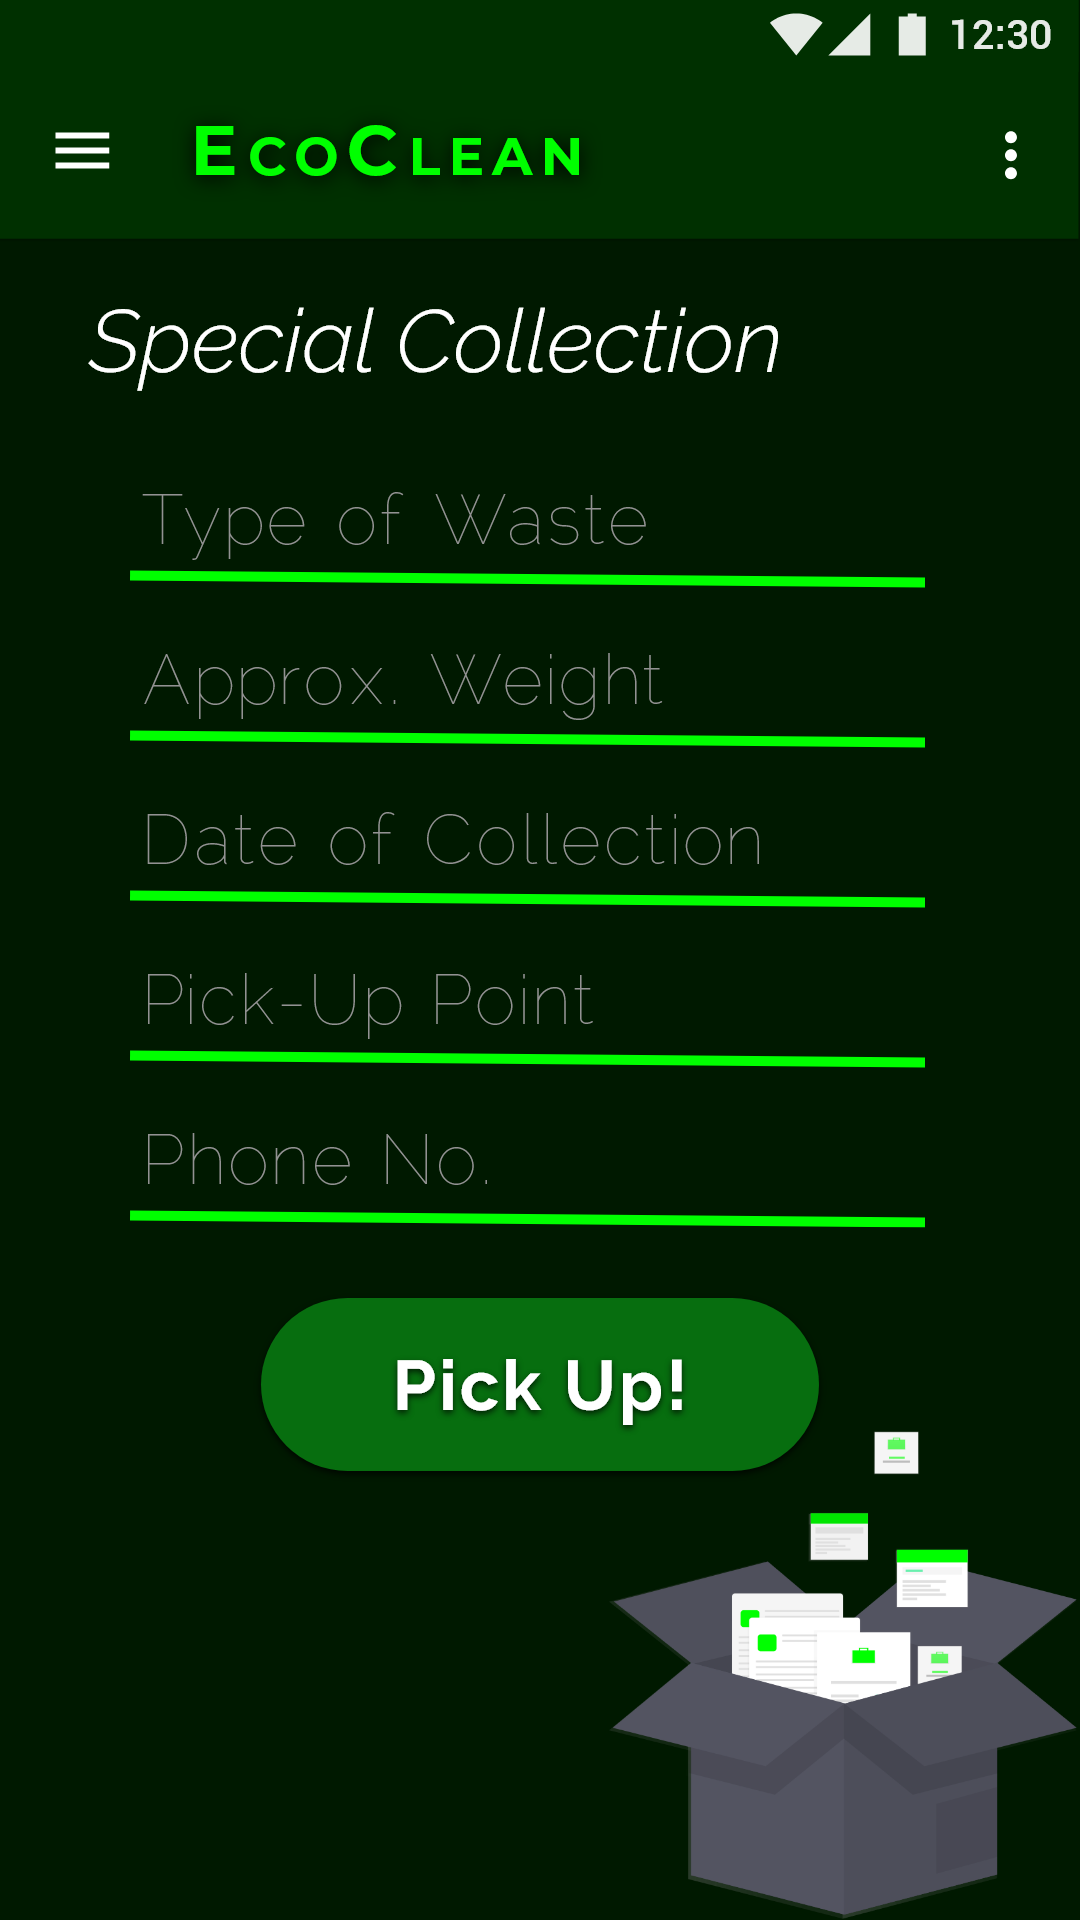 12:30
EcoClean
Special Collection
Type of Waste
Approx. Weight
Date of Collection
Pick-Up Point
Phone No.
Pick Up!